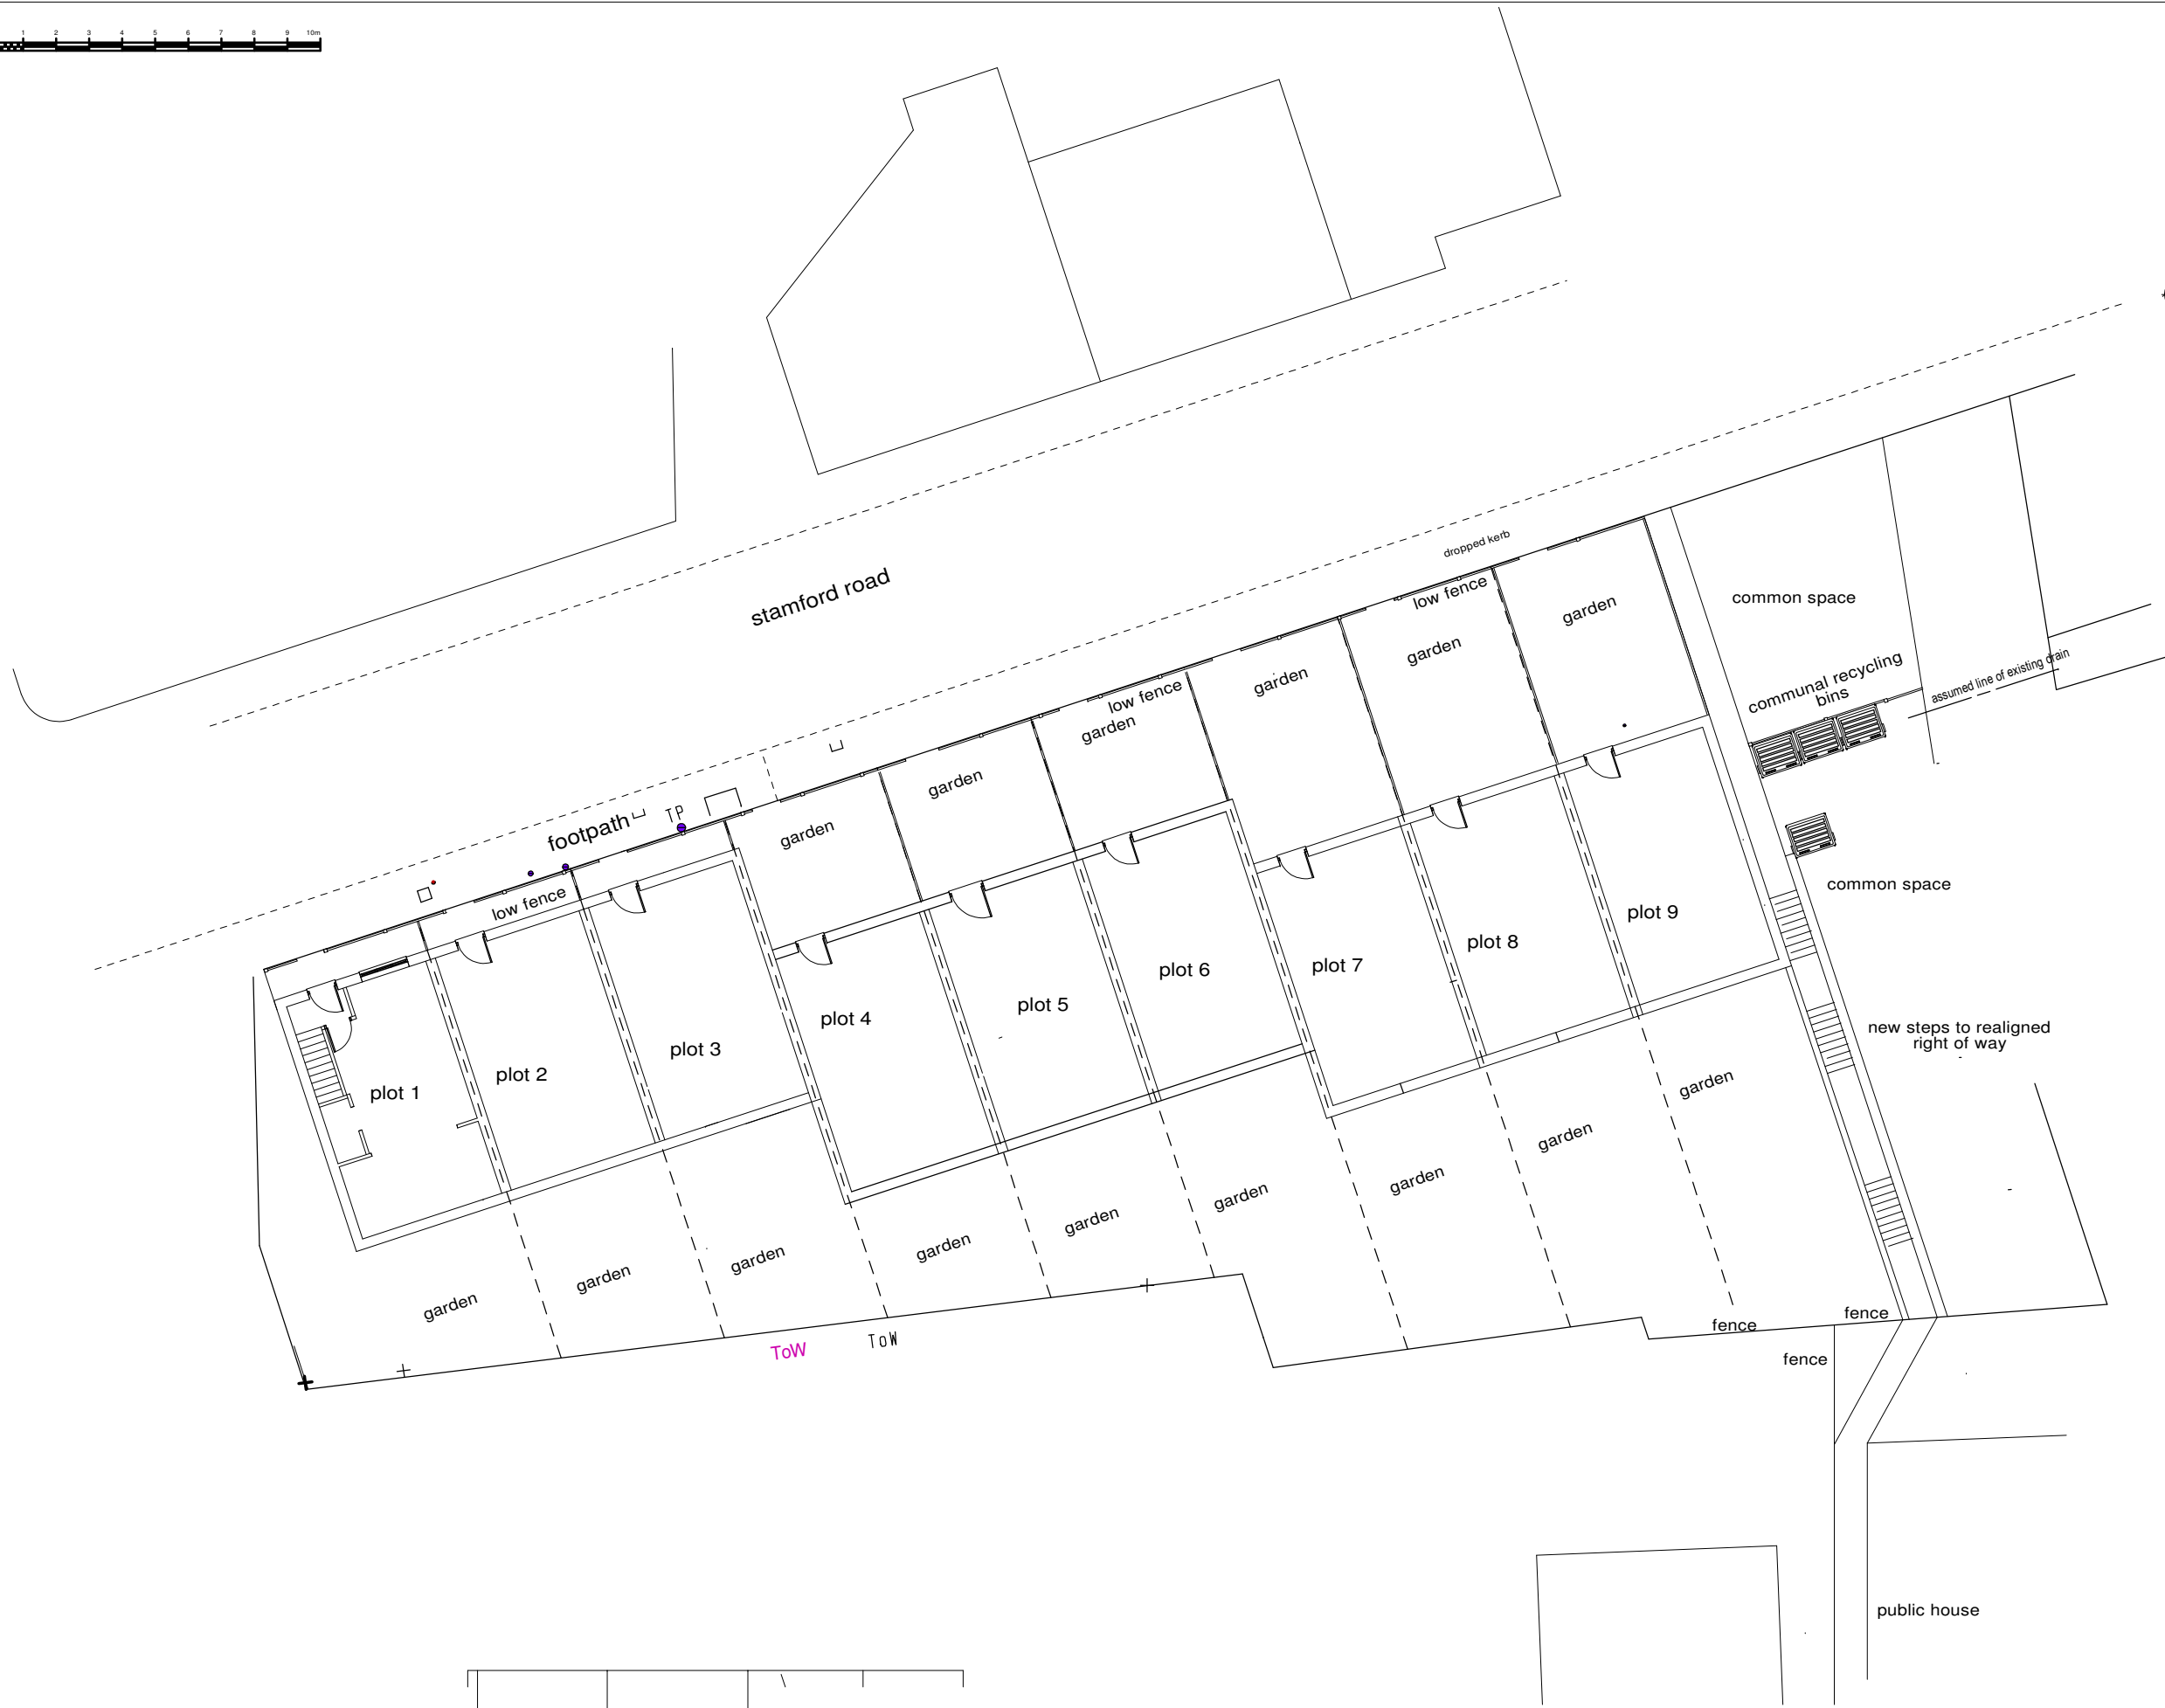 1 2 3 4 5 6 7 8 9 10m
stamford road
dropped kerb
low fence
garden
garden
common space
garden
low fence
garden
communal recycling
bins
assumed line of existing drain
garden
garden
TP
footpath
low fence
common space
plot 9
plot 8
plot 7
plot 6
plot 5
plot 4
plot 3
plot 2
plot 1
new steps to realigned
right of way
garden
garden
garden
garden
garden
garden
garden
garden
garden
fence
fence
fence
ToW
ToW
public house